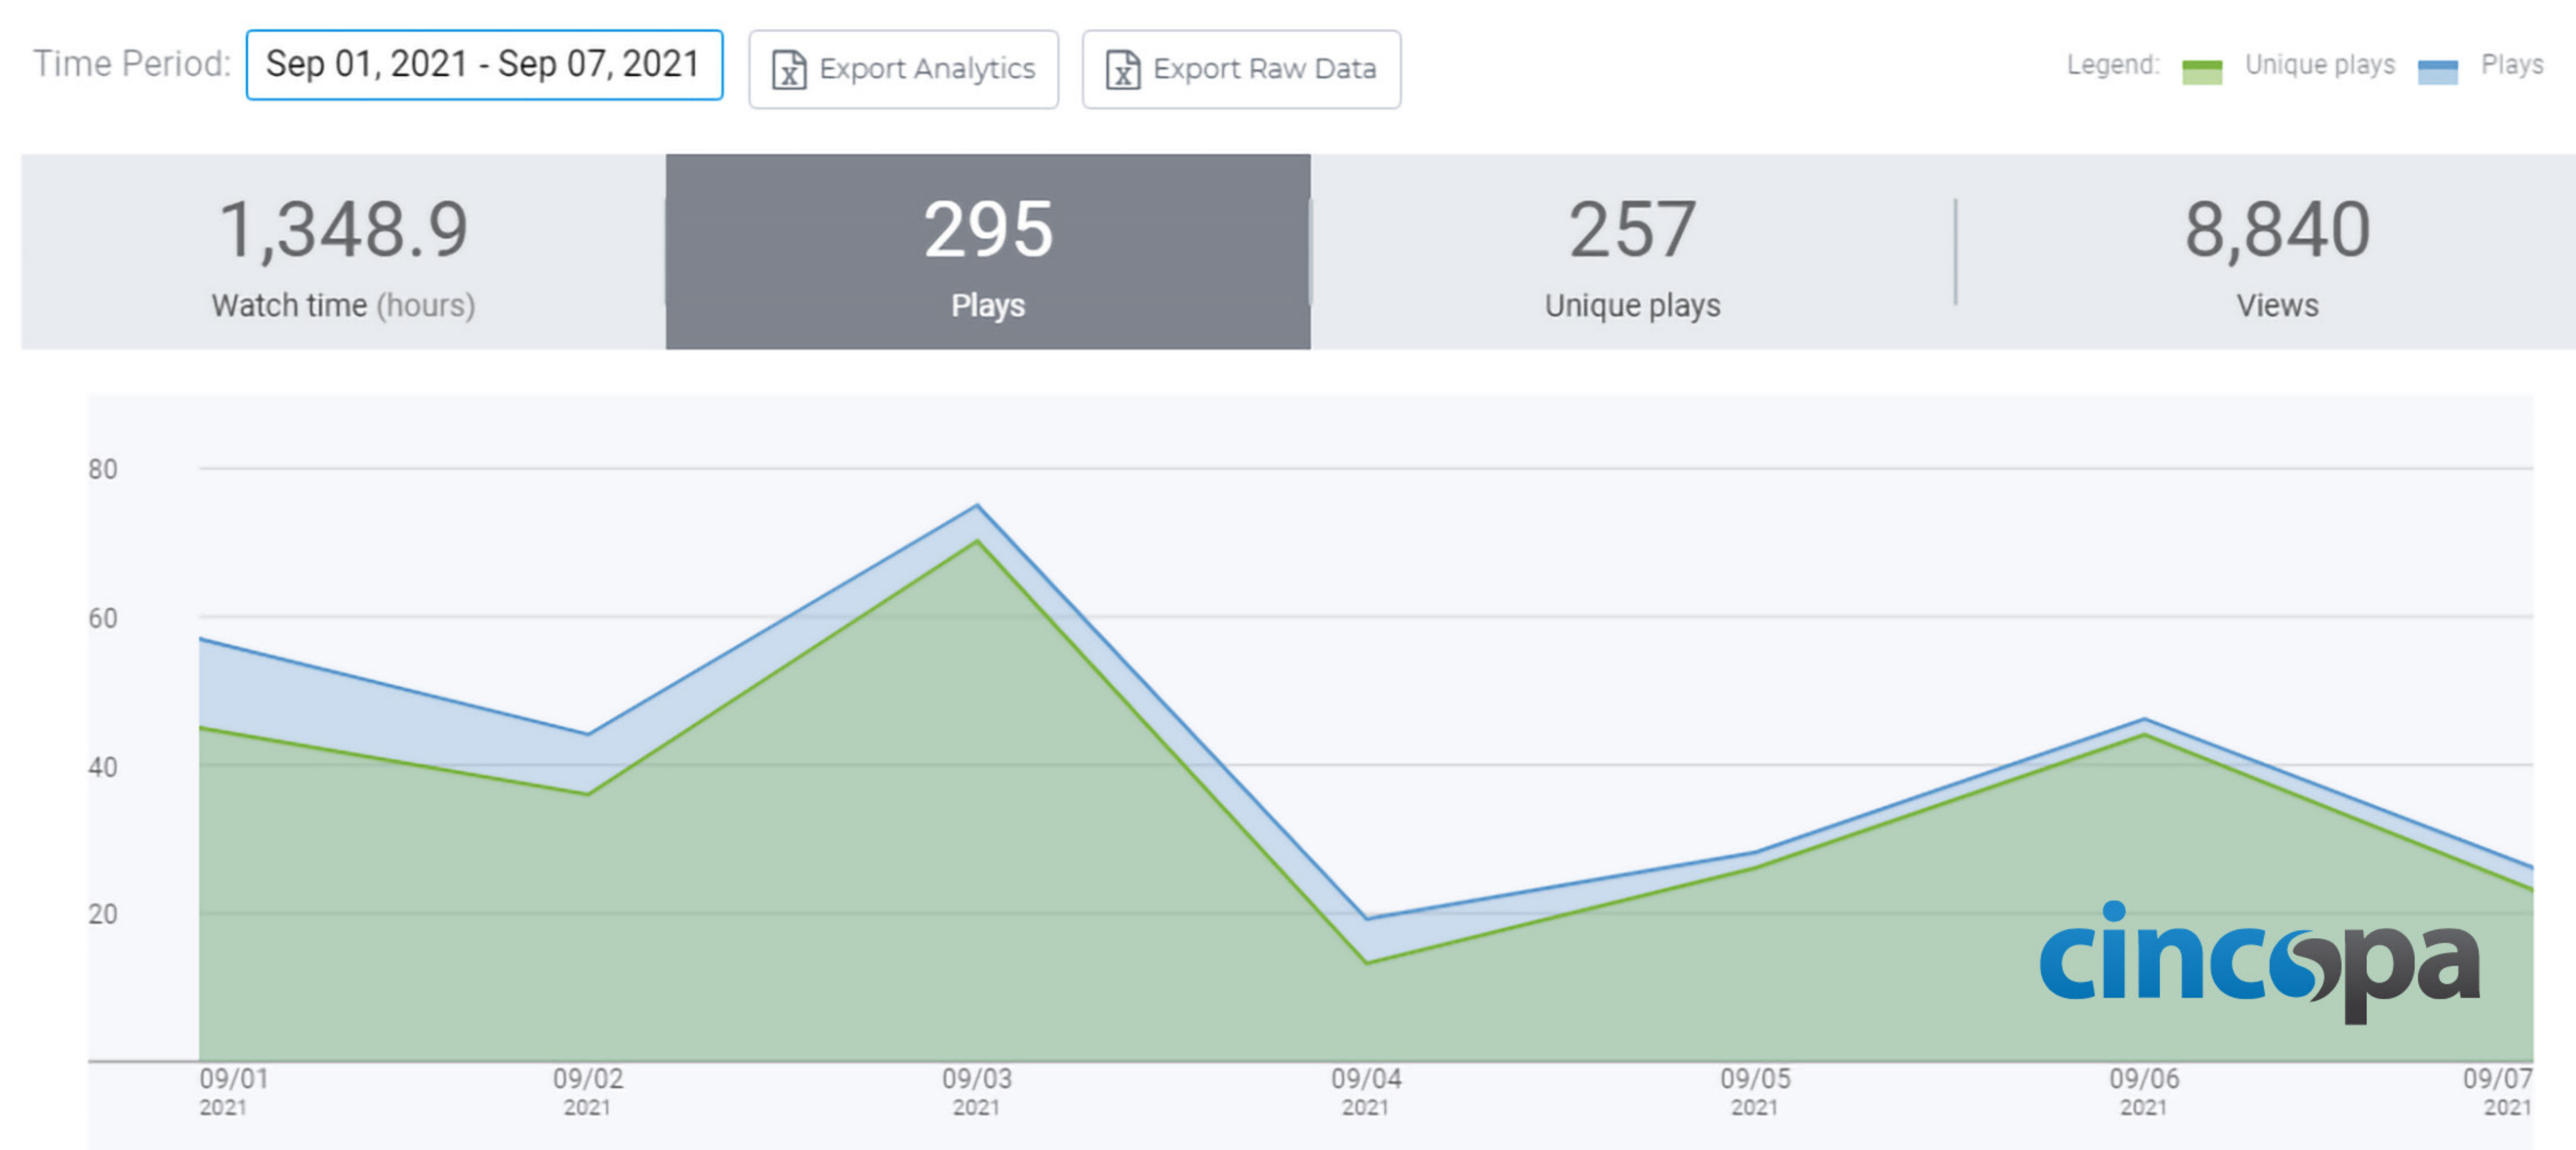 Time Period: Sep 01, 2021 - Sep 07, 2021 Export Analytics Export Raw Data Legend: Unique plays Plays
1,348.9 295 257 8,840
Watch time (hours) Plays Unique plays Views
80
60
40
20
cincopa
09/01 09/02 09/03 09/04 09/05 09/06 09/07
2021 2021 2021 2021 2021 2021 2021